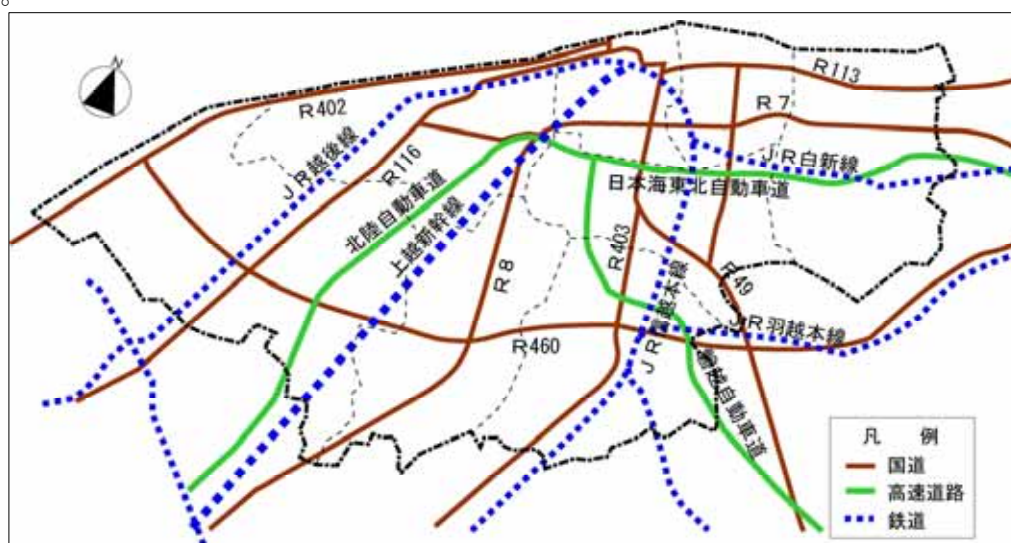 。
N
R113
R402
R7
JR越後線
R116
JR白新線
日本海東北自動車道
北陸自動車道
上越新幹線
R403
R8
R49
JR信越本線
JR羽越本線
R460
磐越自動車道
凡 例
国道
高速道路
鉄道